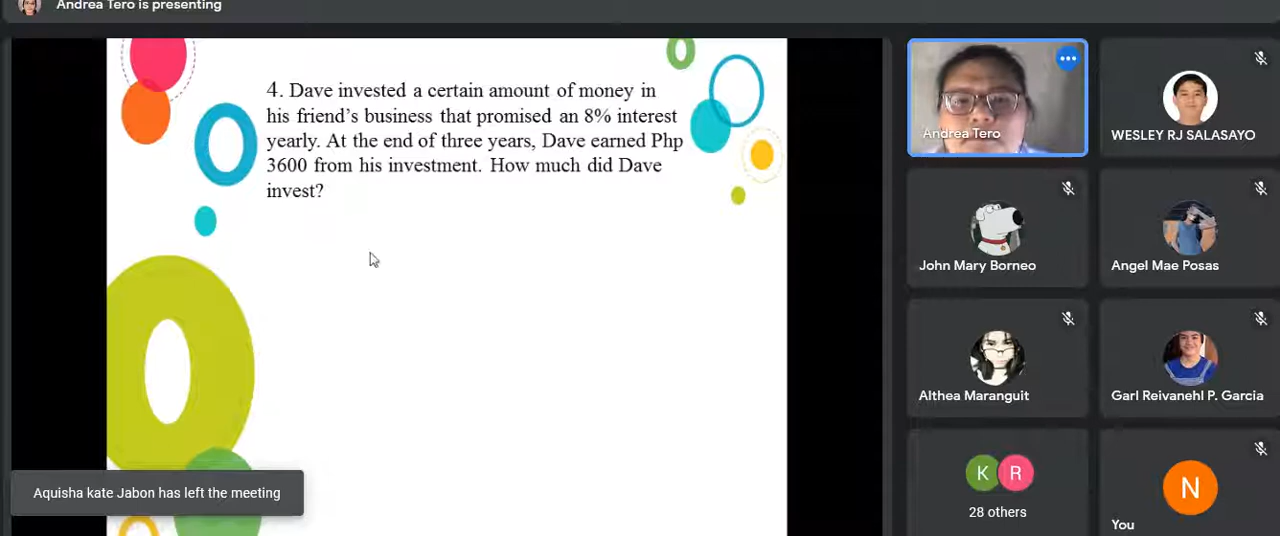 Andrea Tero is presenting
4. Dave invested a certain amount of money in
his friend's business that promised an 8% interest
yearly. At the end of three years, Dave earned Php
3600 from his investment. How much did Dave
invest?
Aquisha kate Jabon has left the meeting
Andrea Tero
WESLEY RJ SALASAYO
John Mary Borneo
Angel Mae Posas
Althea Maranguit
Garl Reivanehl P. Garcia
K R
28 others
N
You